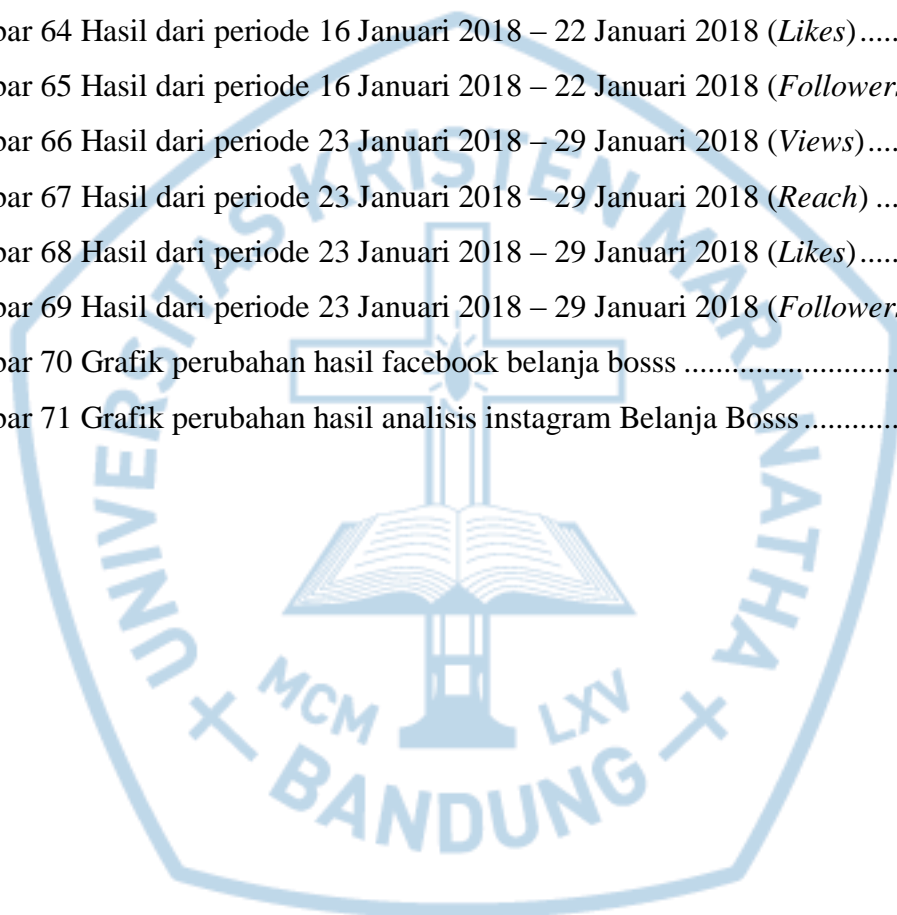 bar 64 Hasil dari periode 16 Januari 2018 – 22 Januari 2018 (Likes).....
bar 65 Hasil dari periode 16 Januari 2018 – 22 Januari 2018 (Follower
bar 66 Hasil dari periode 23 Januari 2018 – 29 Januari 2018 (Views)....
bar 67 Hasil dari periode 23 Januari 2018 – 29 Januari 2018 (Reach) ...
bar 68 Hasil dari periode 23 Januari 2018 – 29 Januari 2018 (Likes).....
bar 69 Hasil dari periode 23 Januari 2018 – 29 Januari 2018 (Follower
bar 70 Grafik perubahan hasil facebook belanja bosss ..........................
bar 71 Grafik perubahan hasil analisis instagram Belanja Bosss............
UNIVERSITAS KRISTEN MARANATHA
MCM LXV
BANDUNG